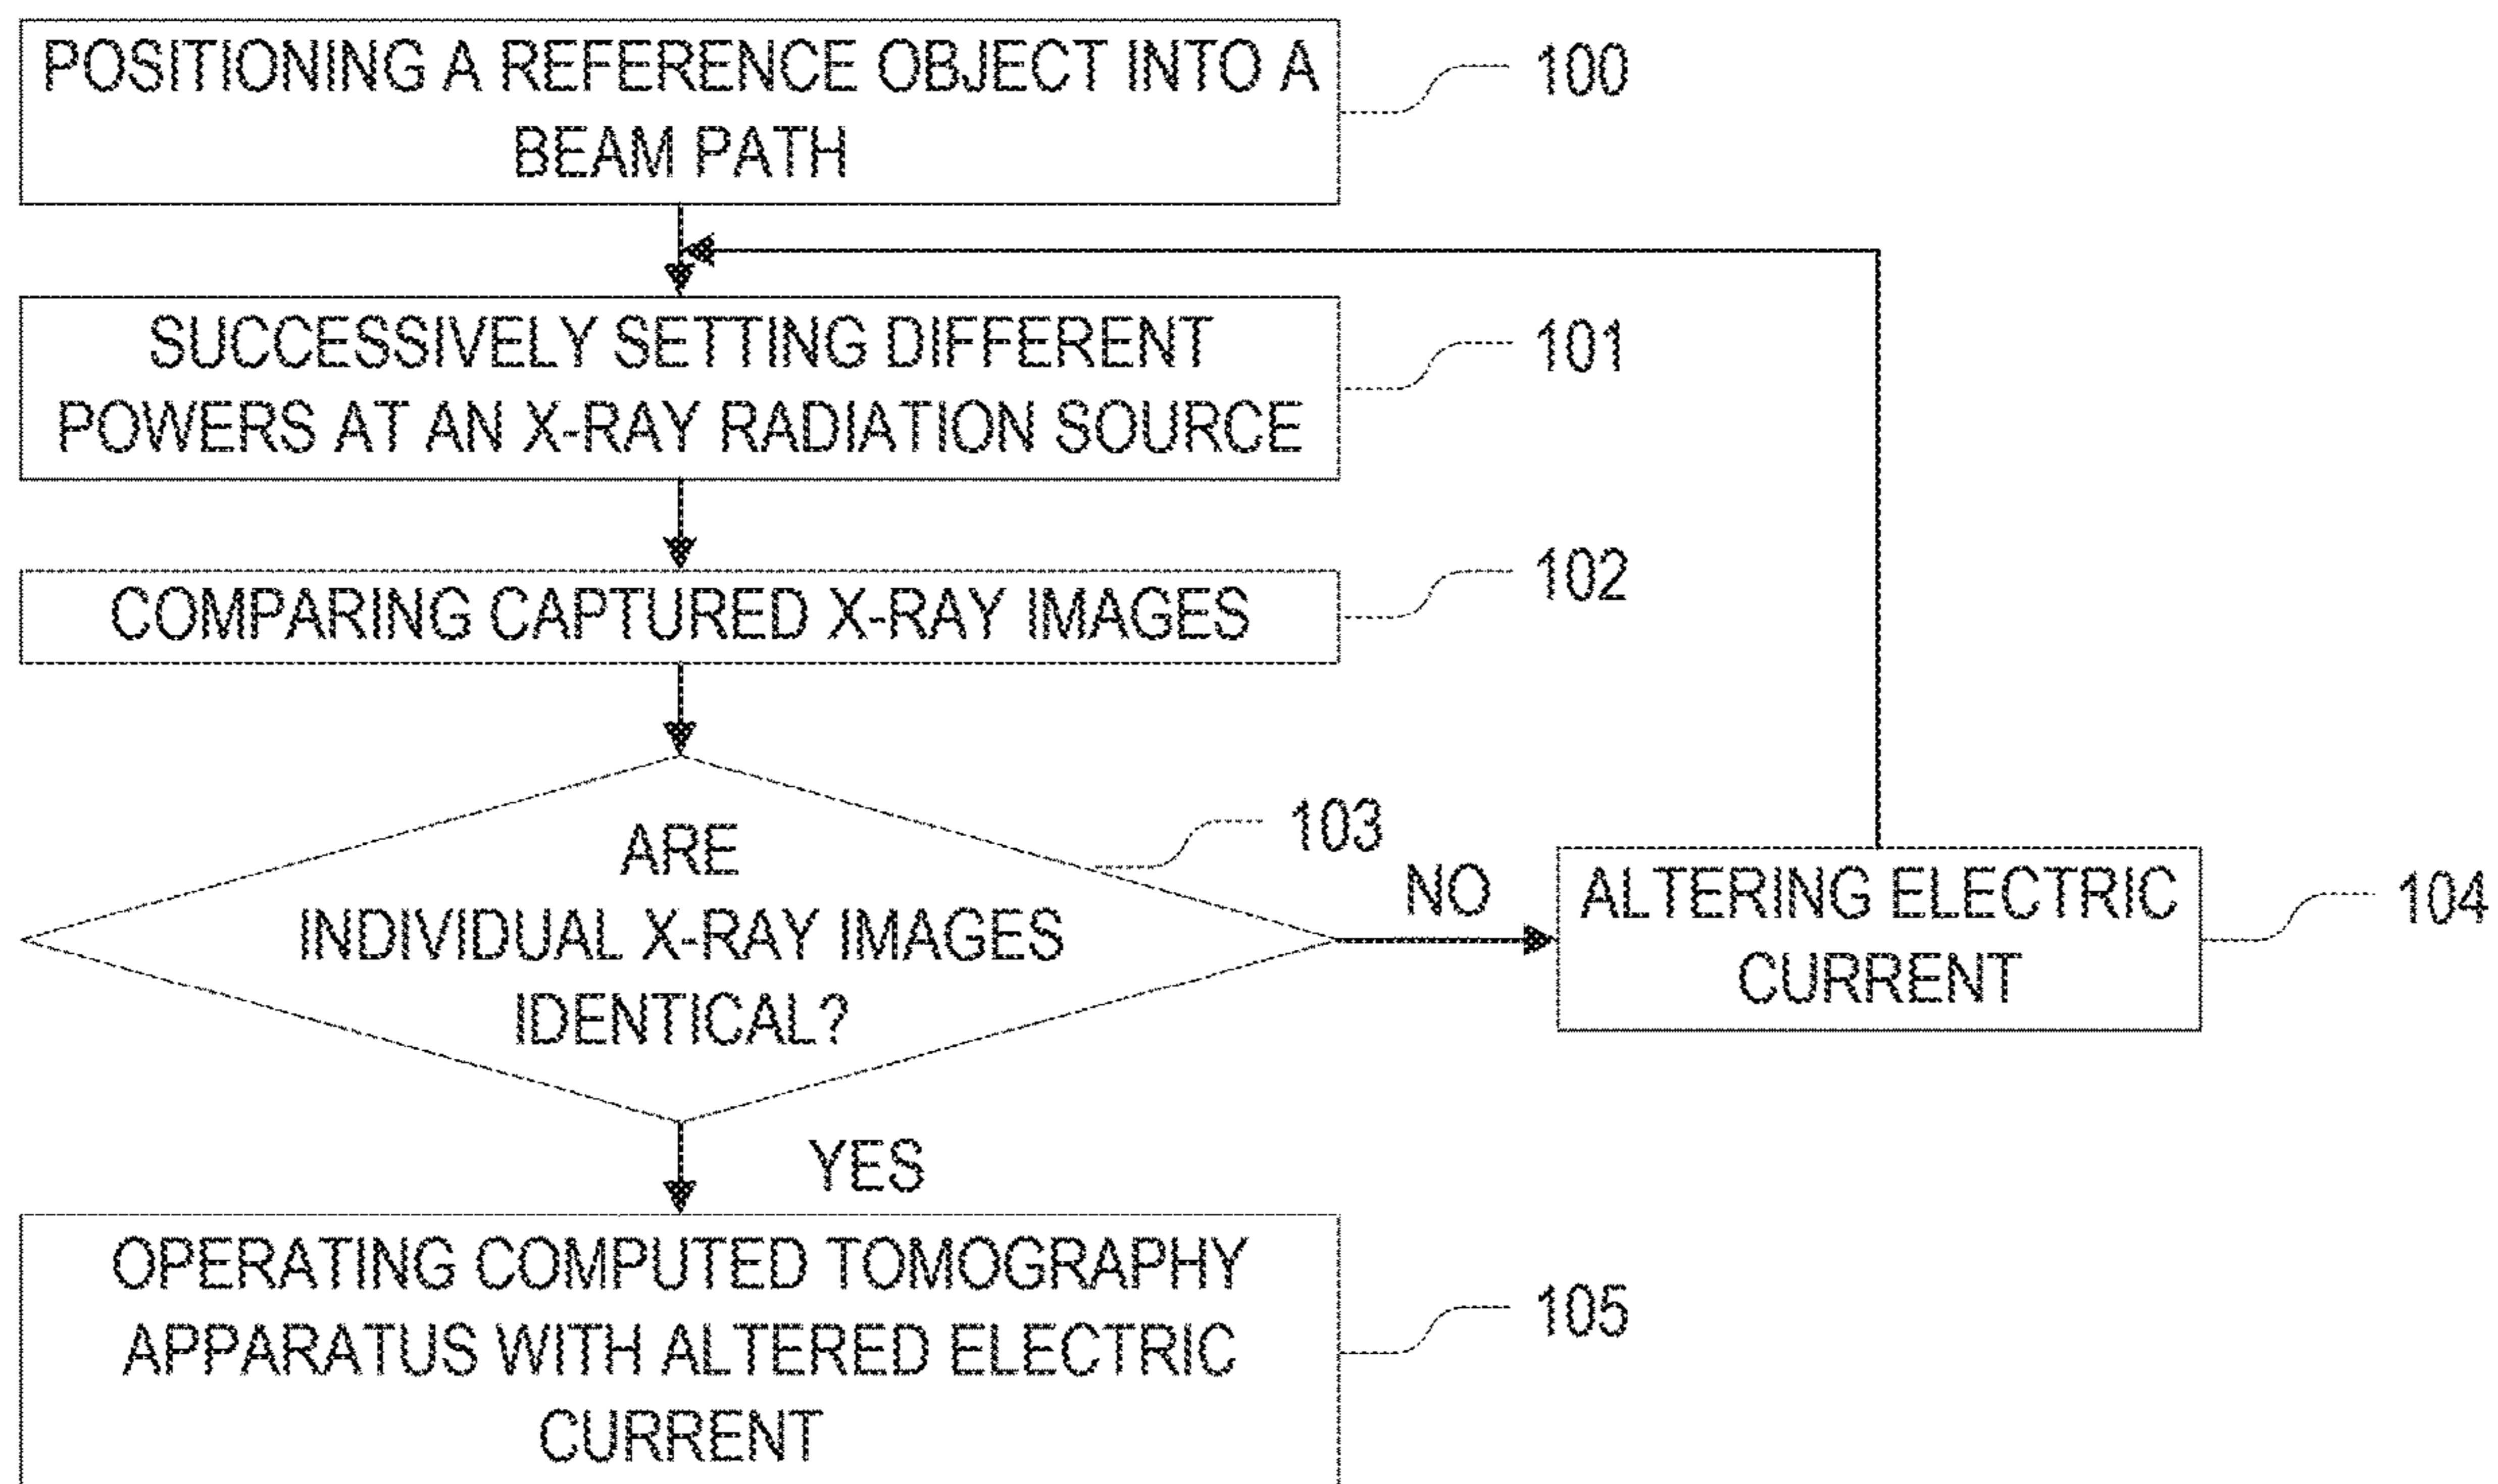 POSITIONING A REFERENCE OBJECT INTO A
BEAM PATH
100
SUCCESSIVELY SETTING DIFFERENT
POWERS AT AN X-RAY RADIATION SOURCE
101
COMPARING CAPTURED X-RAY IMAGES
102
ARE
INDIVIDUAL X-RAY IMAGES
IDENTICAL?
103
NO
ALTERING ELECTRIC
CURRENT
104
YES
OPERATING COMPUTED TOMOGRAPHY
APPARATUS WITH ALTERED ELECTRIC
CURRENT
105